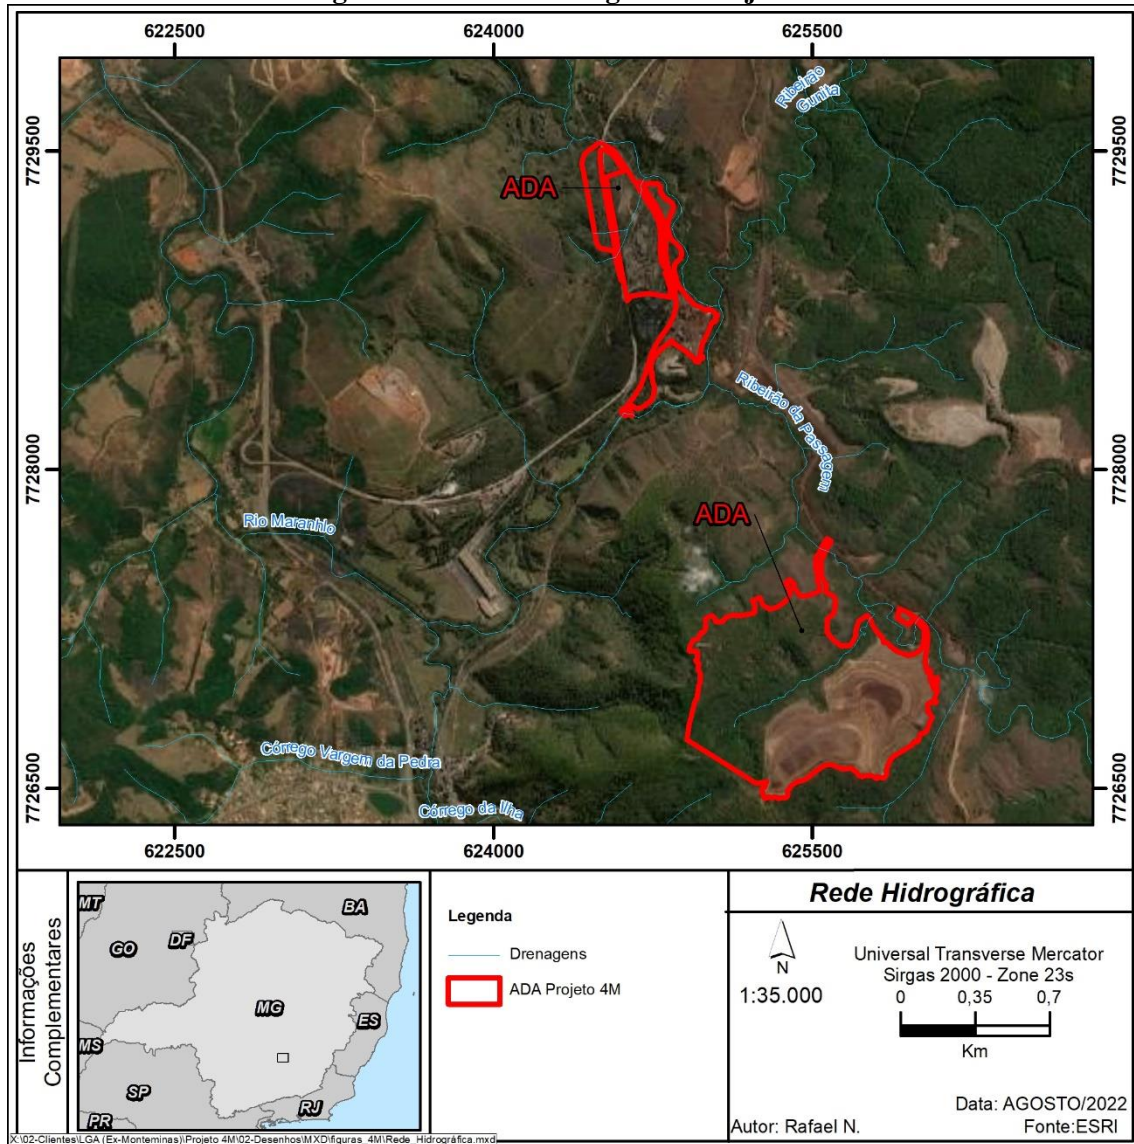 622500 624000 625500
7729500
7729500
Ribeirão
Gunita
ADA
Ribeirão da Passagem
7728000
7728000
ADA
Rio Maranhlo
Córrego Vargem da Pedra
7726500
7726500
Córrego da Ilha
622500 624000 625500
Informações
Complementares
MT
BA
GO
DF
MG
ES
MS
SP
RJ
PR
Legenda
Drenagens
ADA Projeto 4M
Rede Hidrográfica
N
1:35.000
Universal Transverse Mercator
Sirgas 2000 - Zone 23s
0 0,35 0,7
Km
Data: AGOSTO/2022
Autor: Rafael N. Fonte:ESRI
X:\02-Clientes\LGA (Ex-Monteminas)\Projeto 4M\02-Desenhos\MXD\figuras_4M\Rede_Hidrográfica.mxd